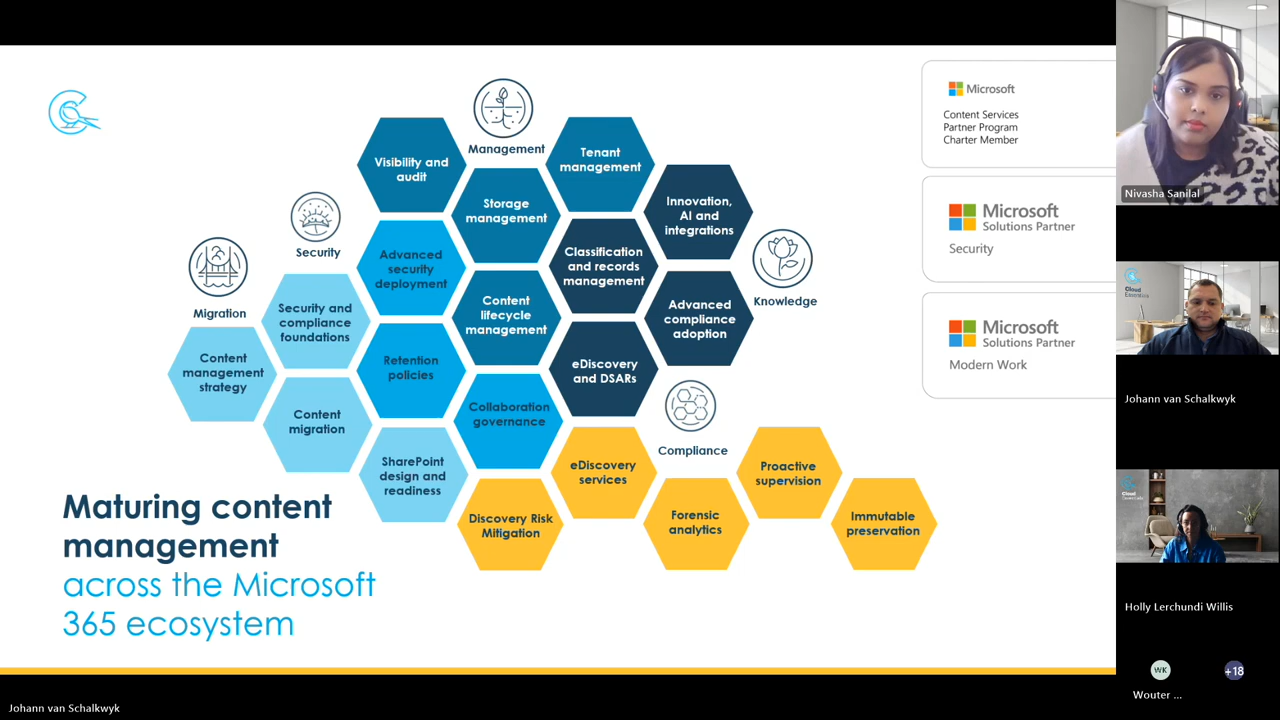 Management
Visibility and
audit
Tenant
management
Storage
management
Innovation,
AI and
integrations
Security
Advanced
security
deployment
Classification
and records
management
Knowledge
Migration
Security and
compliance
foundations
Content
lifecycle
management
Advanced
compliance
adoption
Content
management
strategy
Retention
policies
eDiscovery
and DSARs
Content
migration
Collaboration
governance
Compliance
SharePoint
design and
readiness
eDiscovery
services
Proactive
supervision
Discovery Risk
Mitigation
Forensic
analytics
Immutable
preservation
Maturing content
management
across the Microsoft
365 ecosystem
Microsoft
Content Services
Partner Program
Charter Member
Microsoft
Solutions Partner
Security
Microsoft
Solutions Partner
Modern Work
Nivasha Sanilal
Cloud
Essentials
Johann van Schalkwyk
Cloud
Essentials
Holly Lerchundi Willis
WK
+18
Wouter ...
Johann van Schalkwyk